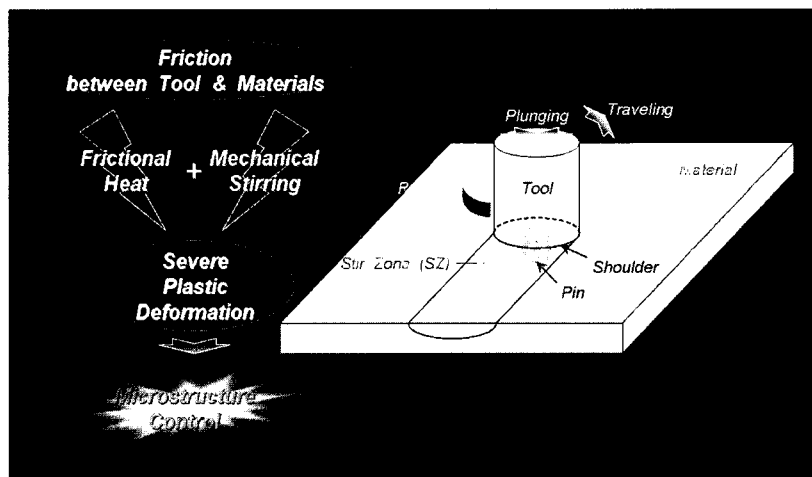 Friction
between Tool & Materials
Frictional
Heat
+
Mechanical
Stirring
Severe
Plastic
Deformation
Microstructure
Control
Plunging
Traveling
Material
Tool
Stir Zone (SZ)
Shoulder
Pin